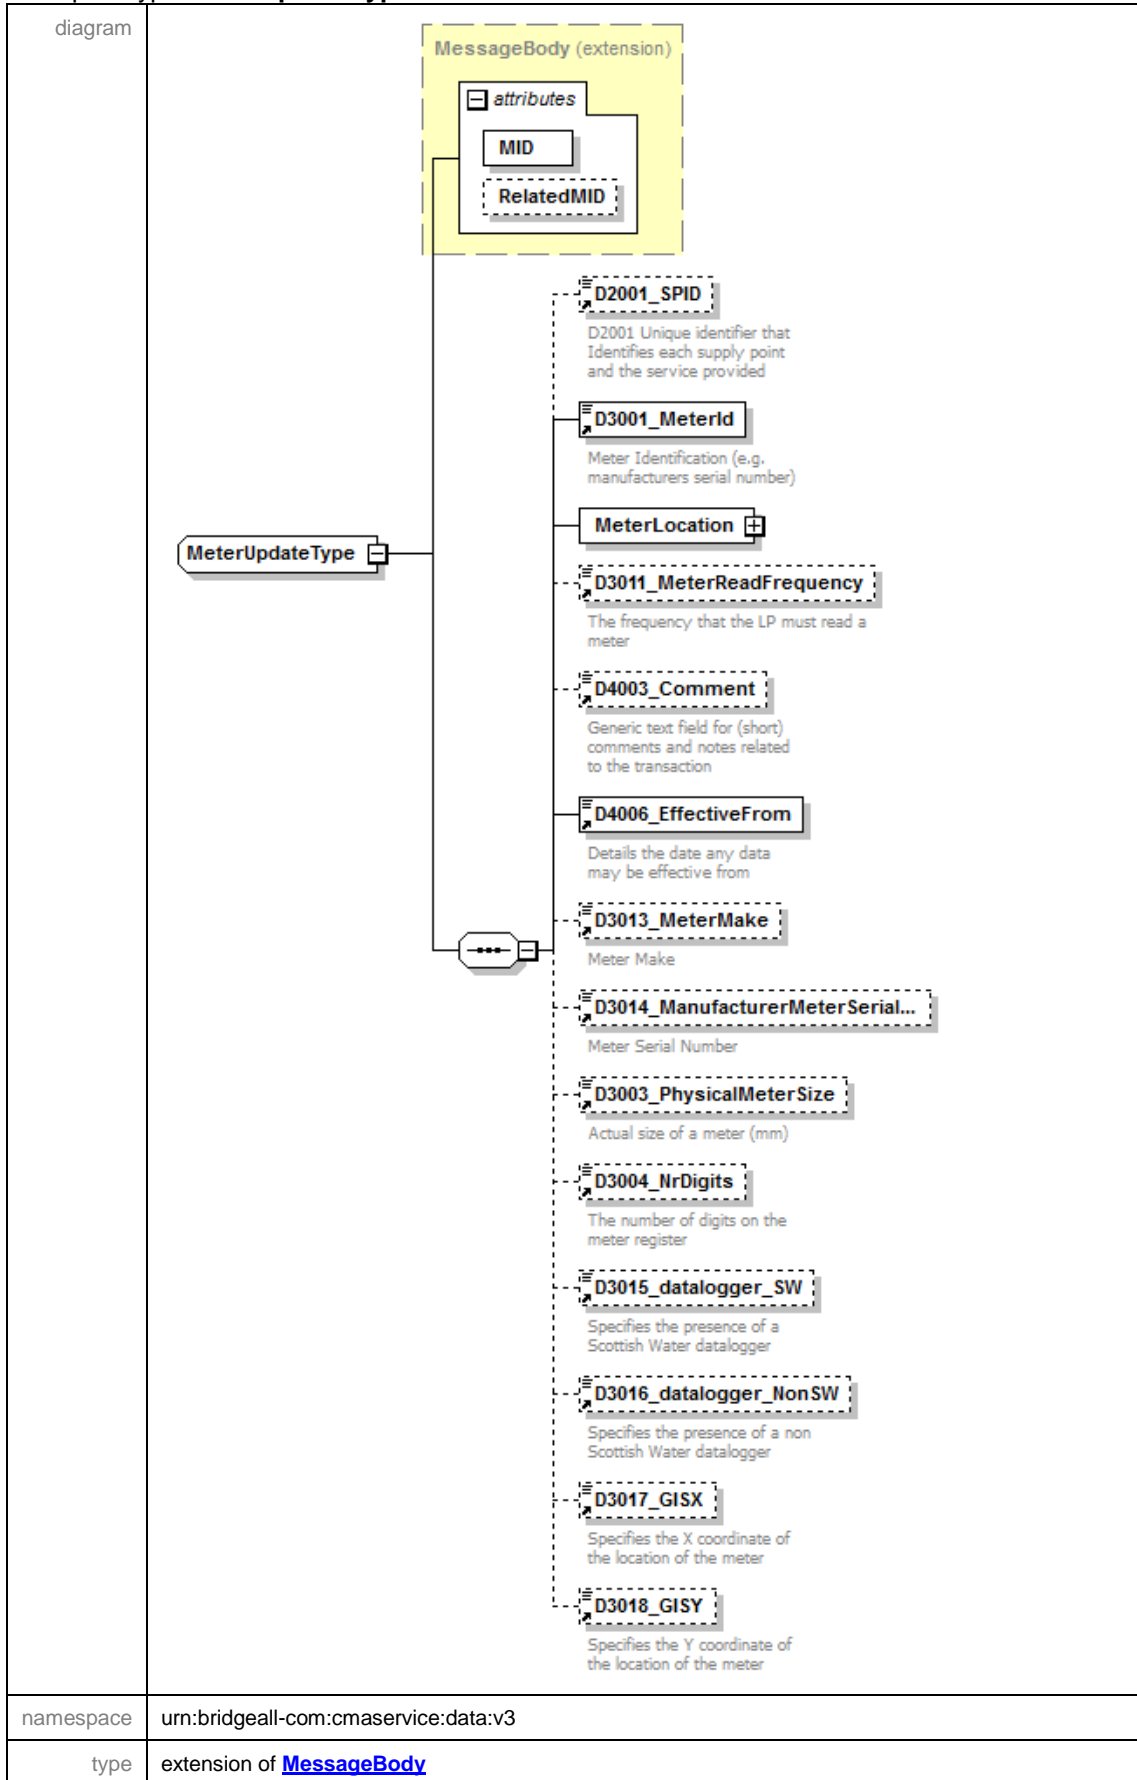 diagram
MessageBody (extension)
attributes
MID
RelatedMID
D2001_SPID
D2001 Unique identifier that
Identifies each supply point
and the service provided
D3001_MeterId
Meter Identification (e.g.
manufacturers serial number)
MeterLocation
MeterUpdateType
D3011_MeterReadFrequency
The frequency that the LP must read a
meter
D4003_Comment
Generic text field for (short)
comments and notes related
to the transaction
D4006_EffectiveFrom
Details the date any data
may be effective from
D3013_MeterMake
Meter Make
D3014_ManufacturerMeterSerial...
Meter Serial Number
D3003_PhysicalMeterSize
Actual size of a meter (mm)
D3004_NrDigits
The number of digits on the
meter register
D3015_datalogger_SW
Specifies the presence of a
Scottish Water datalogger
D3016_datalogger_NonSW
Specifies the presence of a non
Scottish Water datalogger
D3017_GISX
Specifies the X coordinate of
the location of the meter
D3018_GISY
Specifies the Y coordinate of
the location of the meter
namespace urn:bridgeall-com:cmaservice:data:v3
type extension of MessageBody